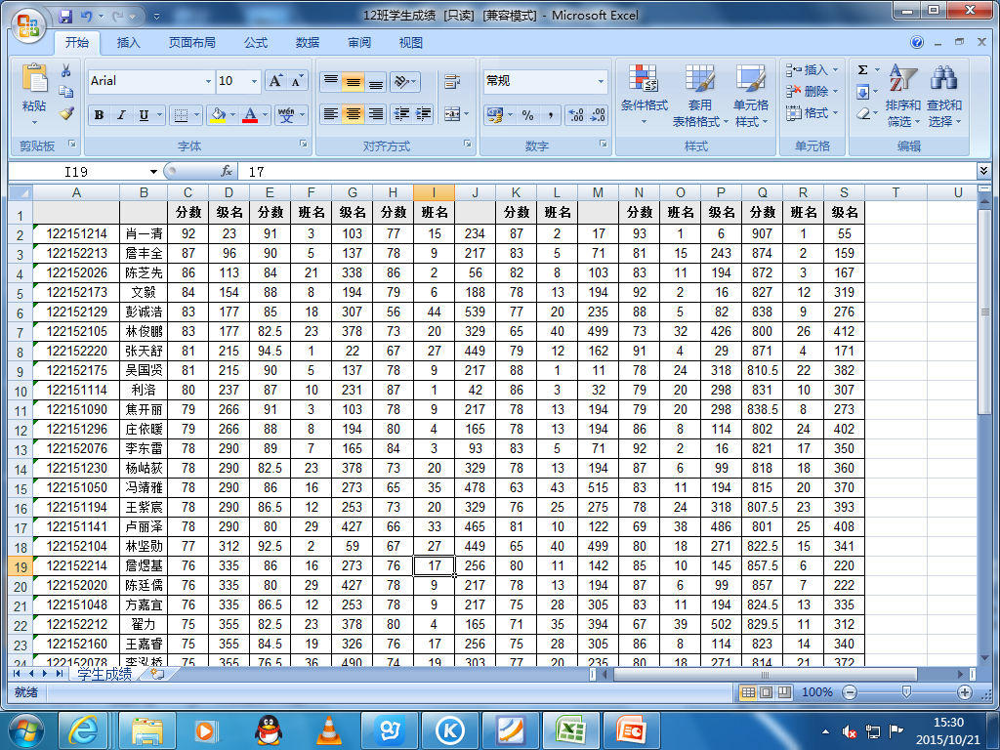 12班学生成绩 [只读] [兼容模式] - Microsoft Excel
开始 插入 页面布局 公式 数据 审阅 视图
粘贴
剪贴板
Arial 10
B I U wén 文
字体
对齐方式
常规
% ,
数字
条件格式 套用 表格格式 单元格 样式
样式
插入
删除
格式
单元格
Σ 排序和 筛选 查找和 选择
编辑
I19 fx 17
A B C D E F G H I J K L M N O P Q R S T U
1 分数 级名 分数 班名 级名 分数 班名 分数 班名 分数 班名 级名 分数 班名 级名
2 122151214 肖一清 92 23 91 3 103 77 15 234 87 2 17 93 1 6 907 1 55
3 122152213 詹丰全 87 96 90 5 137 78 9 217 83 5 71 81 15 243 874 2 159
4 122152026 陈芝先 86 113 84 21 338 86 2 56 82 8 103 83 11 194 872 3 167
5 122152173 文毅 84 154 88 8 194 79 6 188 78 13 194 92 2 16 827 12 319
6 122152129 彭诚浩 83 177 85 18 307 56 44 539 77 20 235 88 5 82 838 9 276
7 122152105 林俊鹏 83 177 82.5 23 378 73 20 329 65 40 499 73 32 426 800 26 412
8 122152220 张天舒 81 215 94.5 1 22 67 27 449 79 12 162 91 4 29 871 4 171
9 122152175 吴国贤 81 215 90 5 137 78 9 217 88 1 11 78 24 318 810.5 22 382
10 122151114 利洛 80 237 87 10 231 87 1 42 86 3 32 79 20 298 831 10 307
11 122151090 焦开丽 79 266 91 3 103 78 9 217 78 13 194 79 20 298 838.5 8 273
12 122151296 庄依暖 79 266 88 8 194 80 4 165 78 13 194 86 8 114 802 24 402
13 122152076 李东雷 78 290 89 7 165 84 3 93 83 5 71 92 2 16 821 17 350
14 122151230 杨岵荻 78 290 82.5 23 378 73 20 329 78 13 194 87 6 99 818 18 360
15 122151050 冯靖雅 78 290 86 16 273 65 35 478 63 43 515 83 11 194 815 20 370
16 122151194 王紫宸 78 290 86.5 12 253 73 20 329 76 25 275 78 24 318 807.5 23 393
17 122151141 卢丽泽 78 290 80 29 427 66 33 465 81 10 122 69 38 486 801 25 408
18 122152104 林坚勋 77 312 92.5 2 59 67 27 449 65 40 499 80 18 271 822.5 15 341
19 122152214 詹煜基 76 335 86 16 273 76 17 256 80 11 142 85 10 145 857.5 6 220
20 122152020 陈廷儒 76 335 80 29 427 78 9 217 78 13 194 87 6 99 857 7 222
21 122151048 方嘉宜 76 335 86.5 12 253 78 9 217 75 28 305 83 11 194 824.5 13 335
22 122152212 翟力 75 355 82.5 23 378 80 4 165 71 35 394 67 39 502 829.5 11 312
23 122152160 王嘉睿 75 355 84.5 19 326 76 17 256 75 28 305 86 8 114 823 14 340
24 122152078 李泓桥 75 355 76.5 36 490 74 19 303 77 20 235 80 18 271 814 21 372
学生成绩
就绪 100%
15:30
2015/10/21